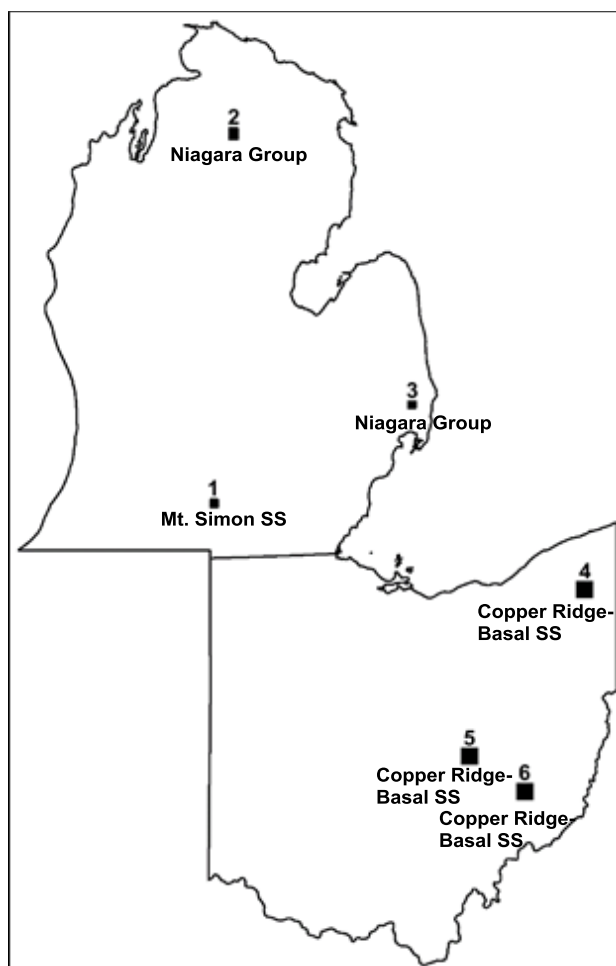 2
Niagara Group
3
Niagara Group
1
Mt. Simon SS
4
Copper Ridge-
Basal SS
5
Copper Ridge-
Basal SS
6
Copper Ridge-
Basal SS